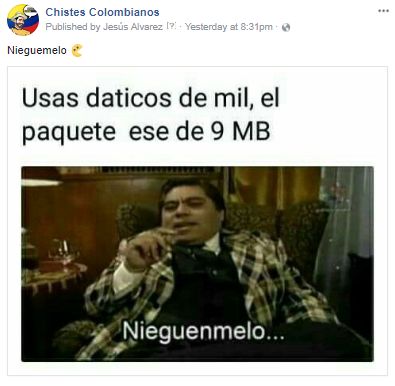 Chistes Colombianos
Published by Jesús Alvarez [?] · Yesterday at 8:31pm ·
Nieguemelo
Usas daticos de mil, el
paquete ese de 9 MB
Nieguenmelo...